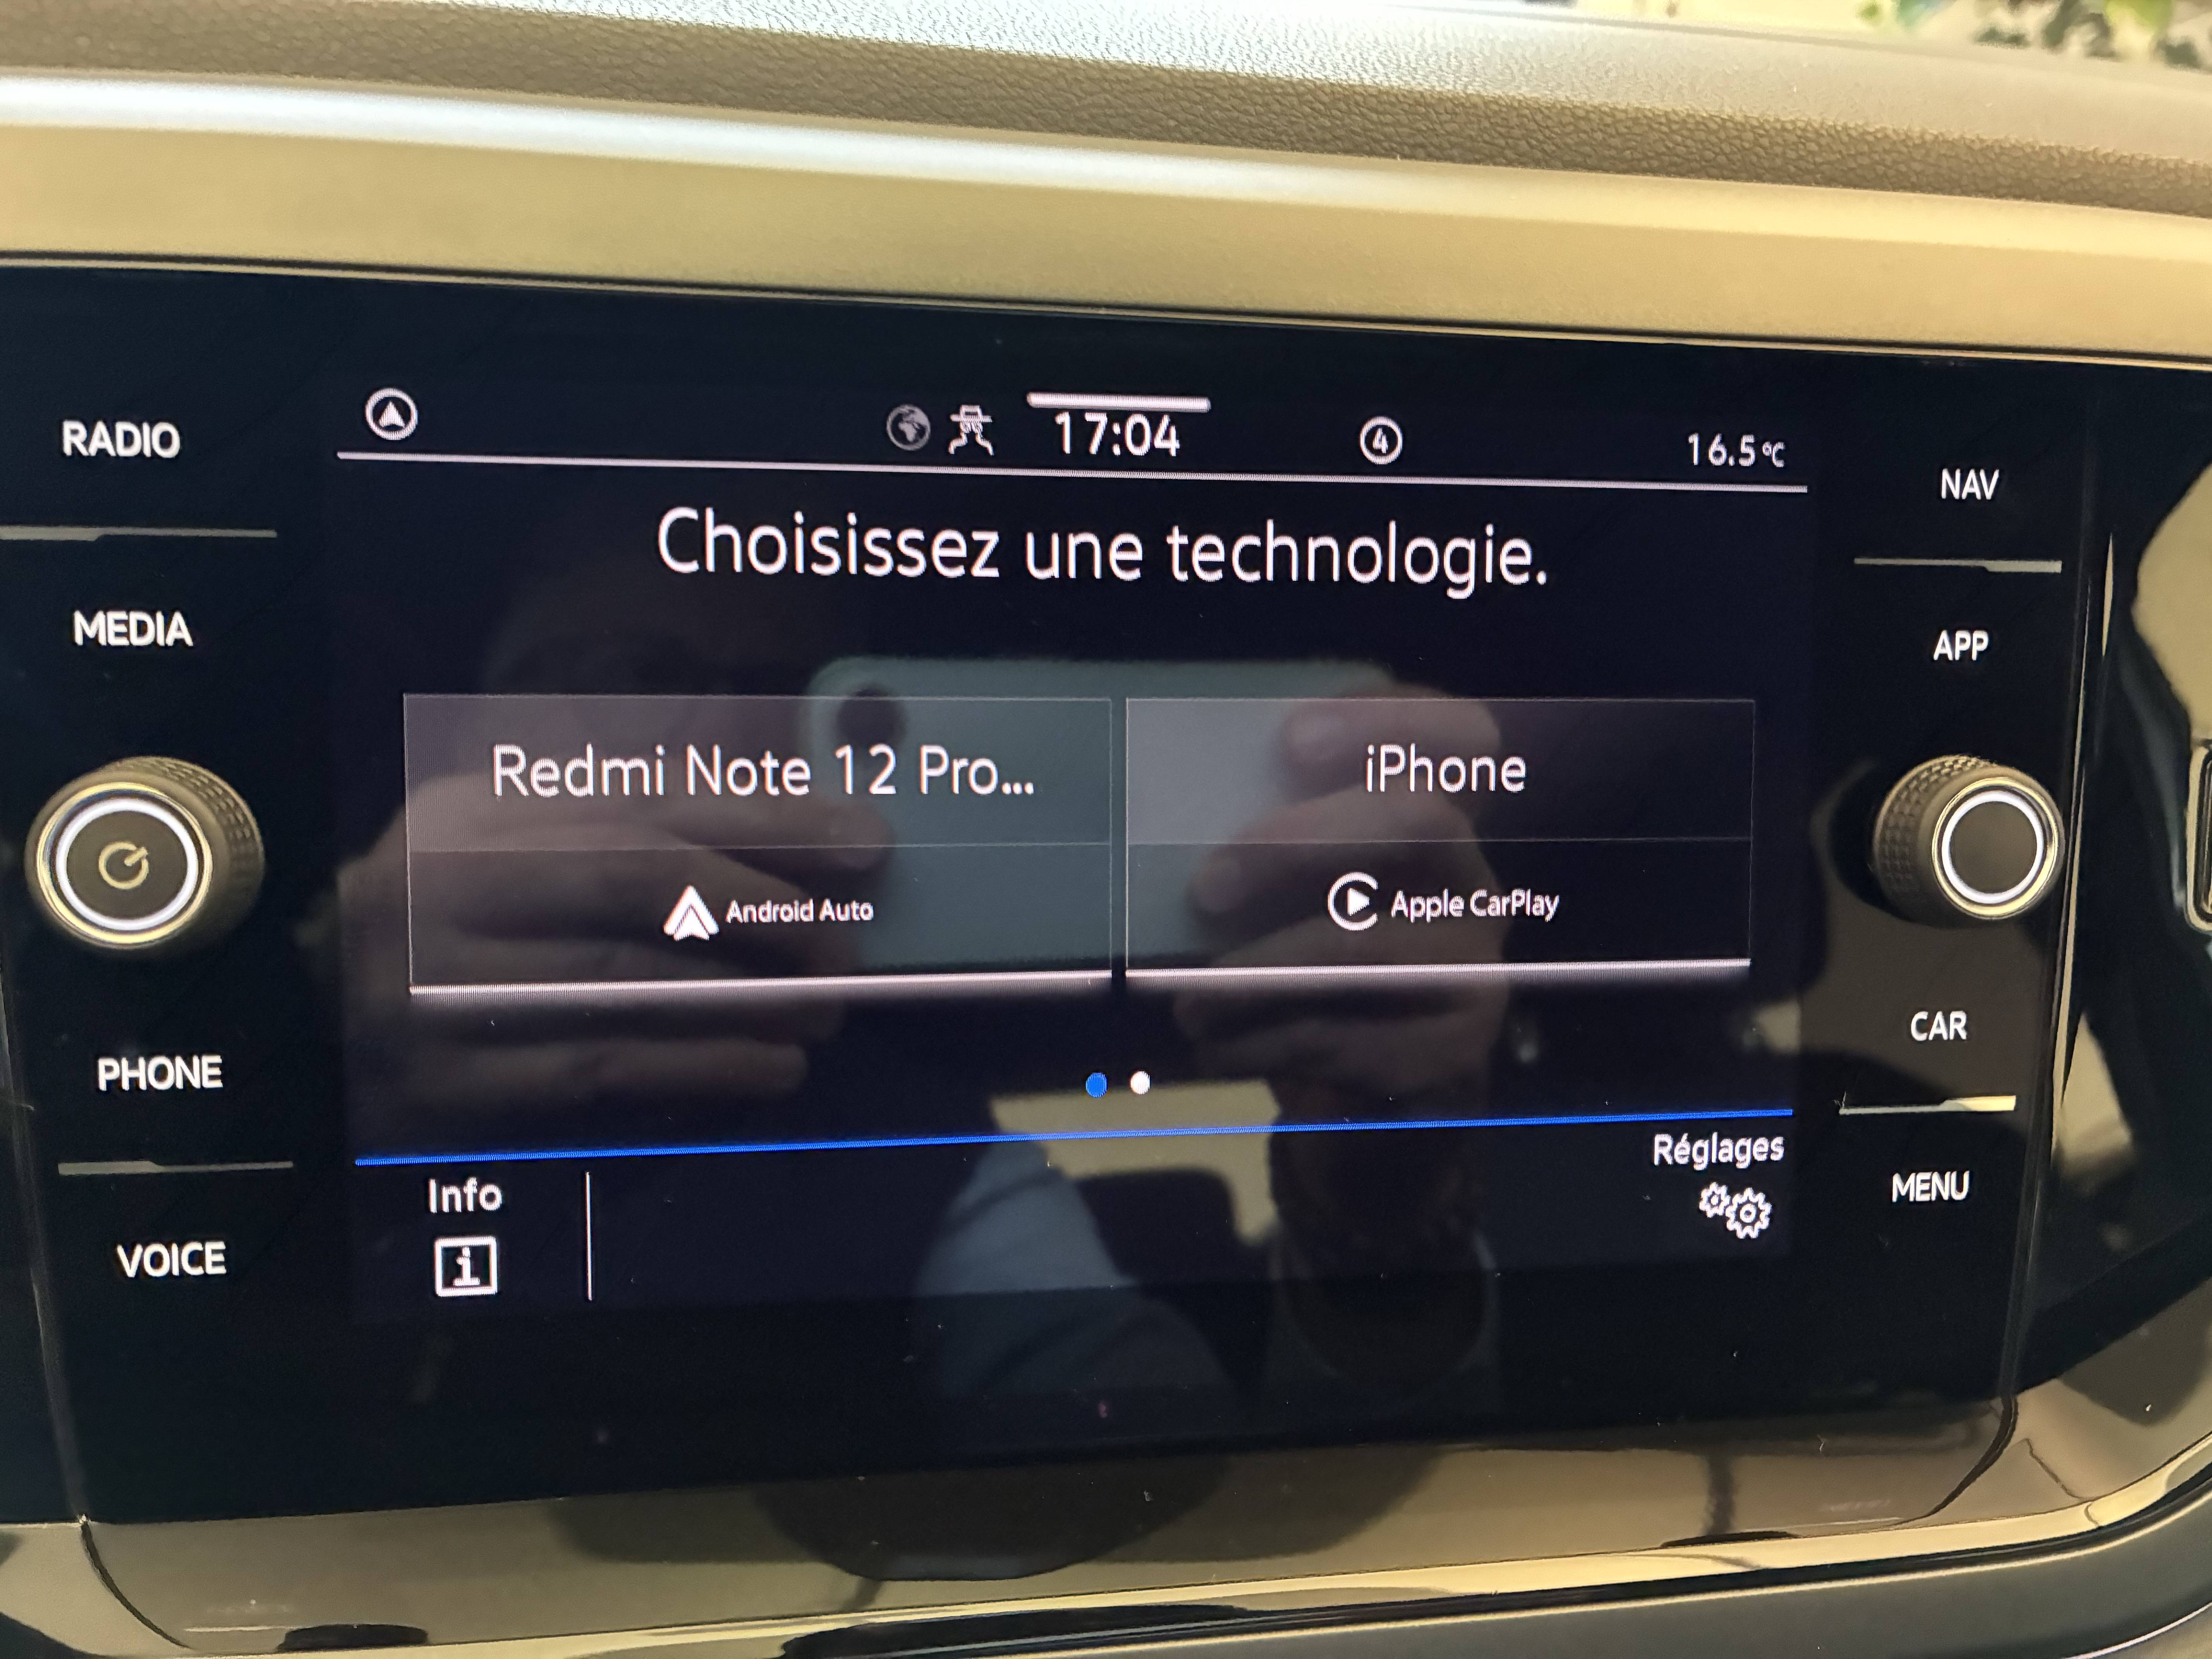 RADIO
MEDIA
PHONE
VOICE
17:04
4
16.5 °C
Choisissez une technologie.
Redmi Note 12 Pro...
Android Auto
iPhone
Apple CarPlay
Info
i
Réglages
NAV
APP
CAR
MENU